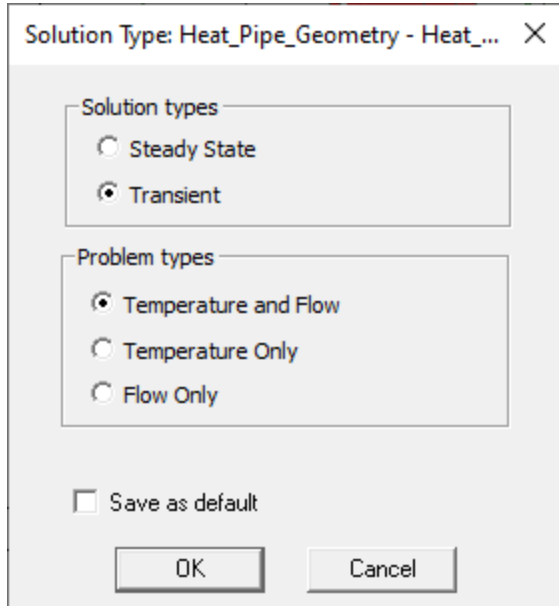 Solution Type: Heat_Pipe_Geometry - Heat_...
Solution types
Steady State
Transient
Problem types
Temperature and Flow
Temperature Only
Flow Only
Save as default
OK Cancel